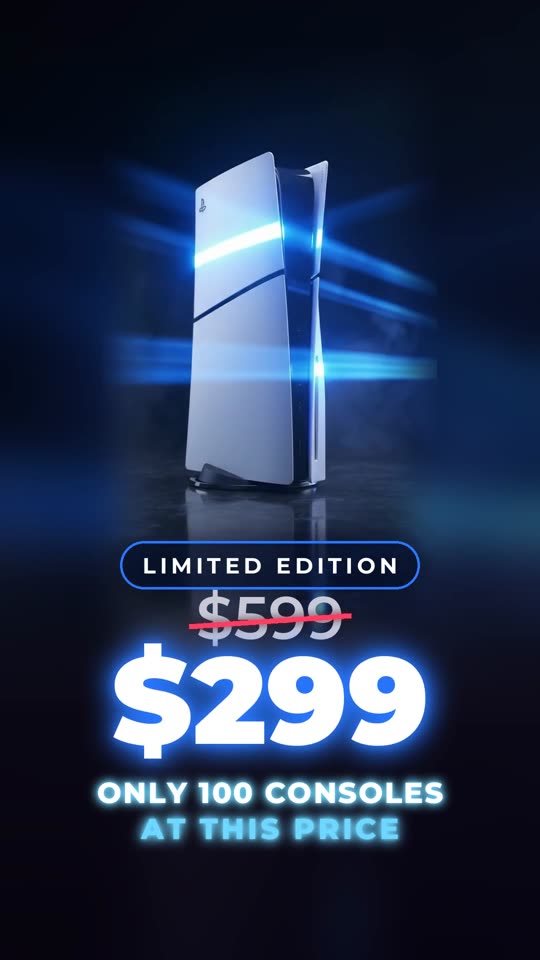 LIMITED EDITION
$599
$299
ONLY 100 CONSOLES
AT THIS PRICE